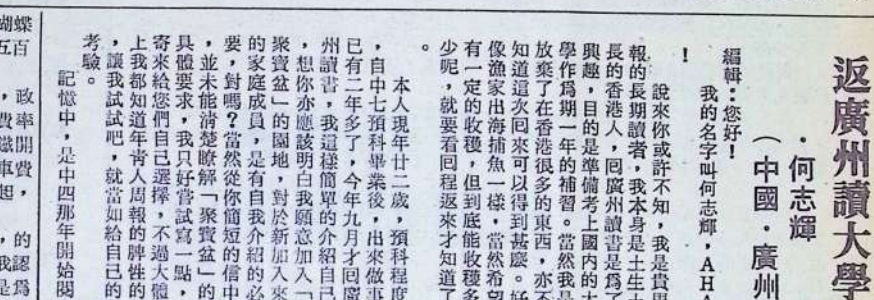 返廣州讀大學
・何志輝
(中國・廣州
編輯:您好!
我的名字叫何志輝,AH
!
說來你或許不知,我是貴周
報的長期讀者,我本身是土生土
長的香港人,囘廣州讀書是爲了
興趣,目的是準備考上國内的大
學作爲期一年的補習。當然我是
放棄了在香港很多的東西,亦不
知道這次囘來可以得到甚麼。好
像漁家出海捕魚一樣,當然希望
有一定的收穫,但到底能收穫多
少呢,就要看囘程返來才知道了
。
本人現年廿二歲,預科程度
,自中七預科畢業後,出來做事
已有二年多了,今年九月才囘廣
州讀書,我這樣簡單的介紹自己
,想你亦應該明白我願意加入「
聚寶盆」的園地,對於新加入來
的家庭成員,是有自我介紹的必
要,對嗎?當然從你簡短的信中
,並未能清楚瞭解「聚寶盆」的
具體要求,我只好嘗試寫一點,
寄來給您們自己選擇,不過大體
上我都知道年靑人周報的脾性的
,讓我試試吧,就當如給自己的
考驗。
記憶中,是中四那年開始閱
蝶百 政率開費, 的認爲
蝴五 ,費職車起 ,我是